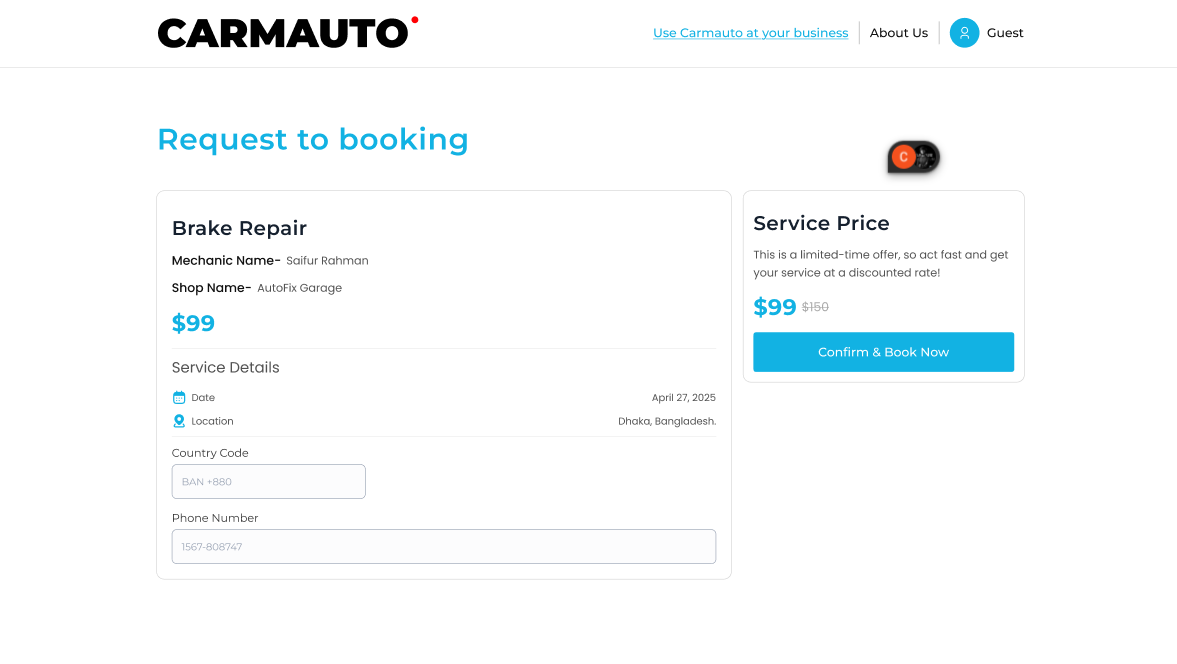 CARMAUTO
Use Carmauto at your business
About Us
Guest
Request to booking
C
Brake Repair
Mechanic Name- Saifur Rahman
Shop Name- AutoFix Garage
$99
Service Details
Date April 27, 2025
Location Dhaka, Bangladesh.
Country Code
BAN +880
Phone Number
1567-808747
Service Price
This is a limited-time offer, so act fast and get
your service at a discounted rate!
$99 $150
Confirm & Book Now